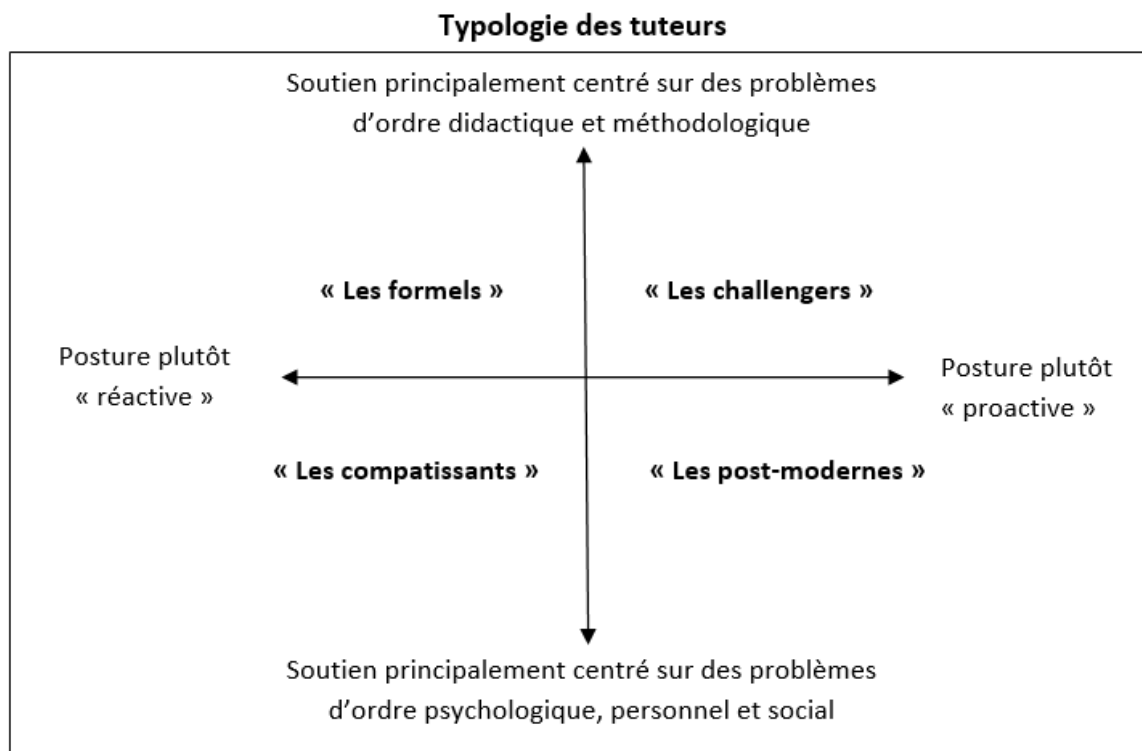 Typologie des tuteurs
Soutien principalement centré sur des problèmes
d’ordre didactique et méthodologique
« Les formels »
« Les challengers »
Posture plutôt
« réactive »
Posture plutôt
« proactive »
« Les compatissants »
« Les post-modernes »
Soutien principalement centré sur des problèmes
d’ordre psychologique, personnel et social